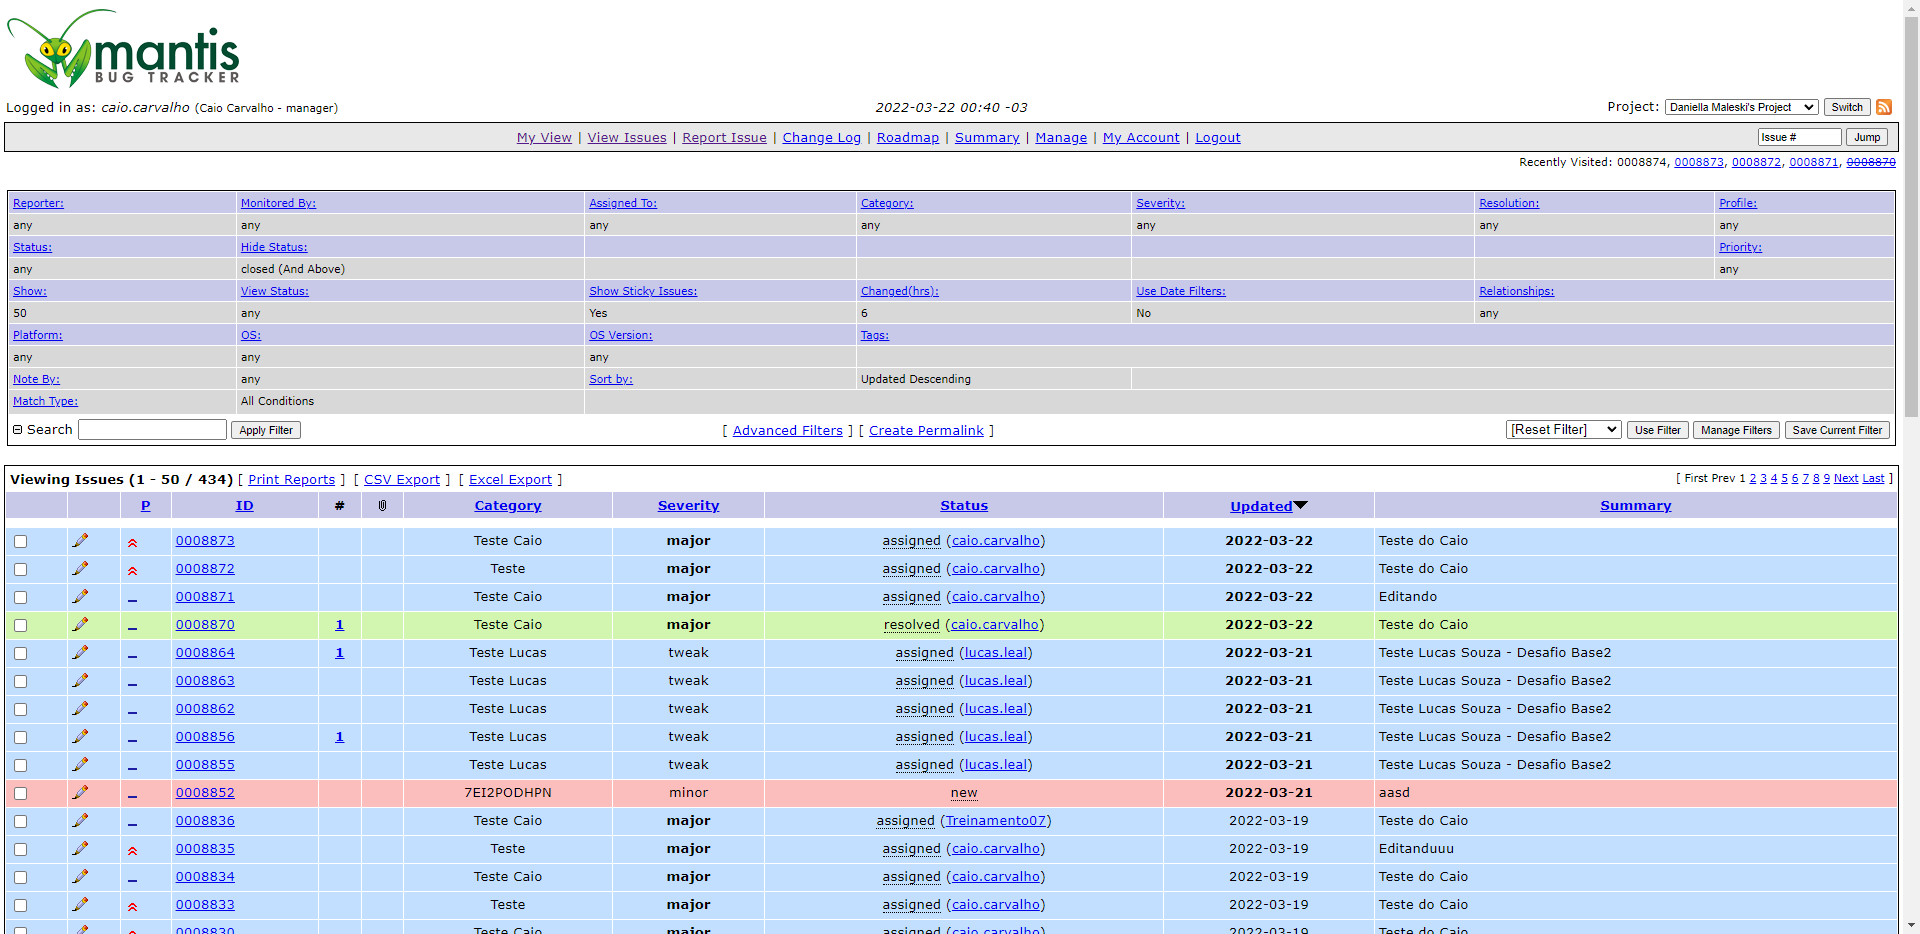 mantis
BUG TRACKER
Logged in as: caio.carvalho (Caio Carvalho - manager) 2022-03-22 00:40 -03 Project: Daniella Maleski's Project Switch
My View | View Issues | Report Issue | Change Log | Roadmap | Summary | Manage | My Account | Logout Issue # Jump
Recently Visited: 0008874, 0008873, 0008872, 0008871, 0008870
Reporter: Monitored By: Assigned To: Category: Severity: Resolution: Profile:
any any any any any any any
Status: Hide Status: Priority:
any closed (And Above) any
Show: View Status: Show Sticky Issues: Changed(hrs): Use Date Filters: Relationships:
50 any Yes 6 No any
Platform: OS: OS Version: Tags:
any any any
Note By: any Sort by: Updated Descending
Match Type: All Conditions
Search Apply Filter [ Advanced Filters ] [ Create Permalink ] [Reset Filter] Use Filter Manage Filters Save Current Filter
Viewing Issues (1 - 50 / 434) [ Print Reports ] [ CSV Export ] [ Excel Export ] [ First Prev 1 2 3 4 5 6 7 8 9 Next Last ]
P ID # Category Severity Status Updated Summary
0008873 Teste Caio major assigned (caio.carvalho) 2022-03-22 Teste do Caio
0008872 Teste major assigned (caio.carvalho) 2022-03-22 Teste do Caio
0008871 Teste Caio major assigned (caio.carvalho) 2022-03-22 Editando
0008870 1 Teste Caio major resolved (caio.carvalho) 2022-03-22 Teste do Caio
0008864 1 Teste Lucas tweak assigned (lucas.leal) 2022-03-21 Teste Lucas Souza - Desafio Base2
0008863 Teste Lucas tweak assigned (lucas.leal) 2022-03-21 Teste Lucas Souza - Desafio Base2
0008862 Teste Lucas tweak assigned (lucas.leal) 2022-03-21 Teste Lucas Souza - Desafio Base2
0008856 1 Teste Lucas tweak assigned (lucas.leal) 2022-03-21 Teste Lucas Souza - Desafio Base2
0008855 Teste Lucas tweak assigned (lucas.leal) 2022-03-21 Teste Lucas Souza - Desafio Base2
0008852 7EI2PODHPN minor new 2022-03-21 aasd
0008836 Teste Caio major assigned (Treinamento07) 2022-03-19 Teste do Caio
0008835 Teste major assigned (caio.carvalho) 2022-03-19 Editanduuu
0008834 Teste Caio major assigned (caio.carvalho) 2022-03-19 Teste do Caio
0008833 Teste major assigned (caio.carvalho) 2022-03-19 Teste do Caio
0008830 Teste Caio major assigned (caio.carvalho) 2022-03-19 Teste do Caio